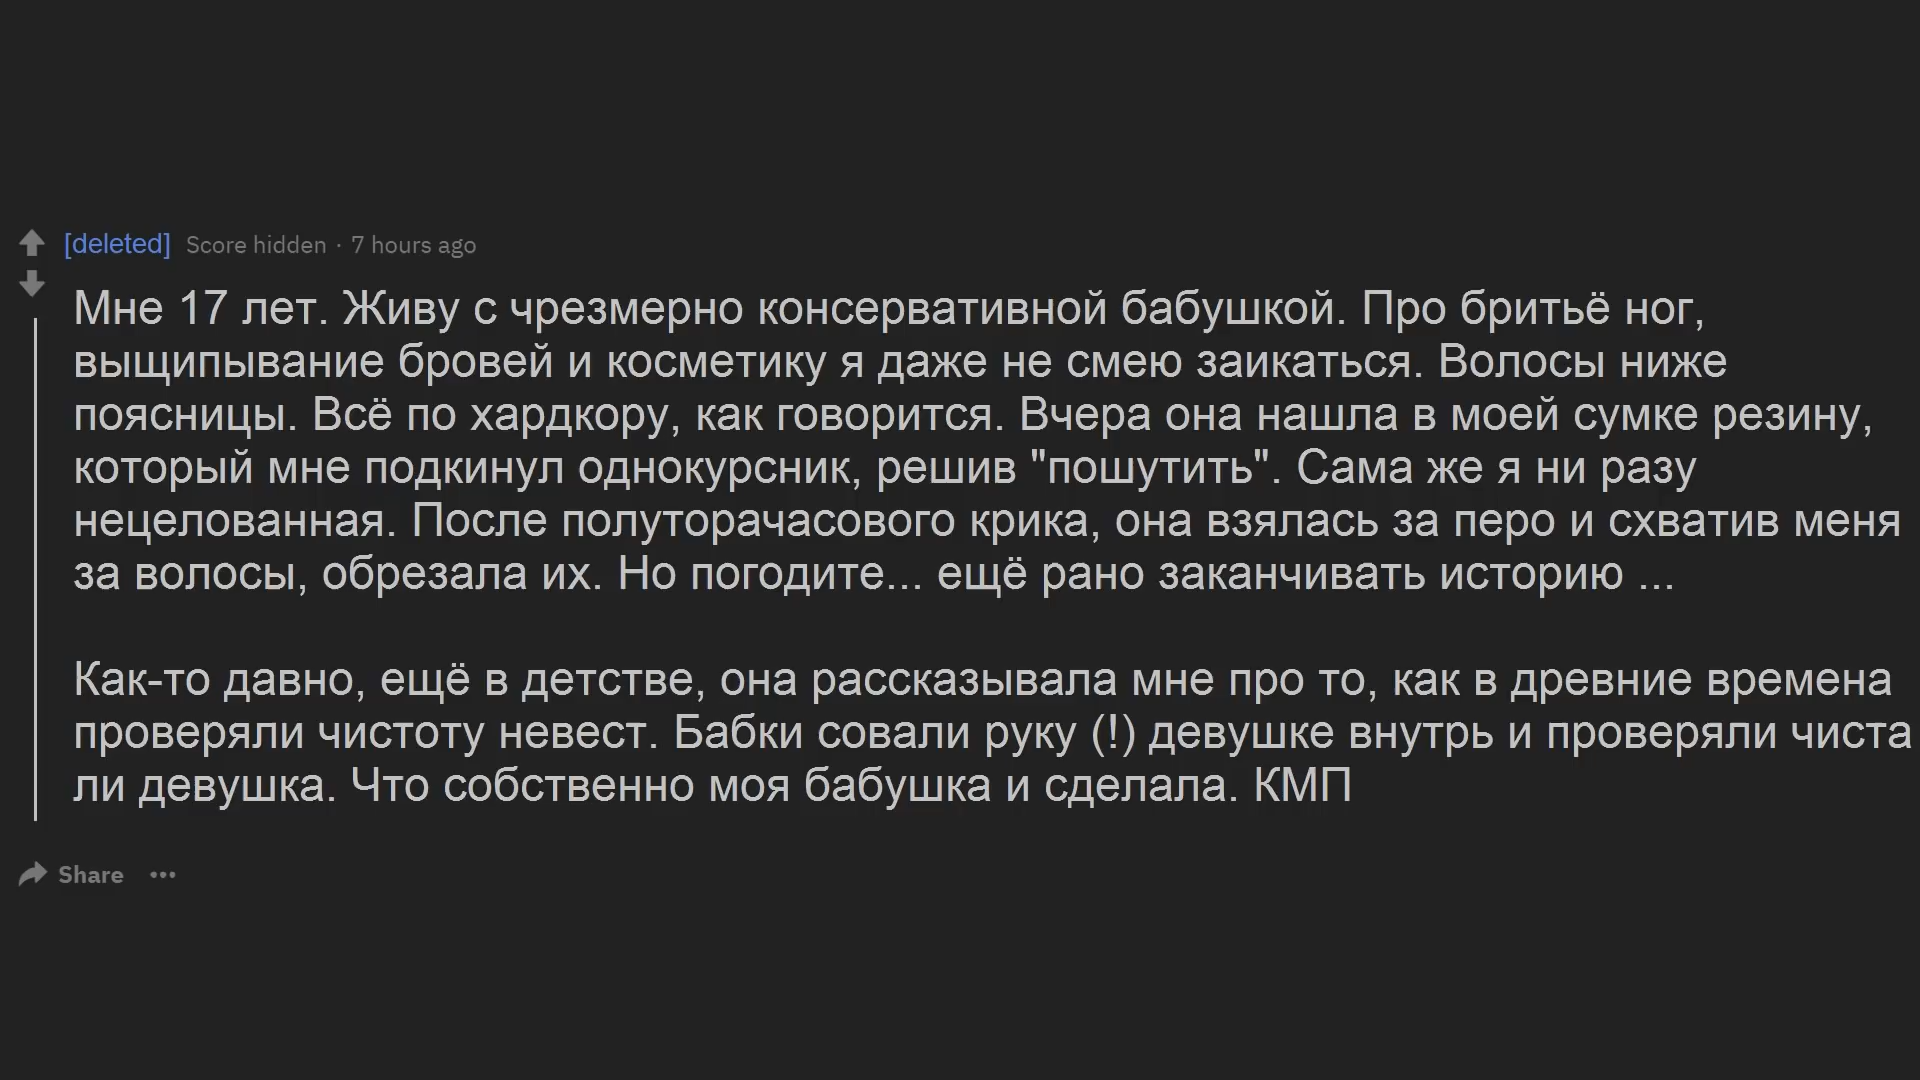 [deleted] Score hidden · 7 hours ago
Мне 17 лет. Живу с чрезмерно консервативной бабушкой. Про бритьё ног,
выщипывание бровей и косметику я даже не смею заикаться. Волосы ниже
поясницы. Всё по хардкору, как говорится. Вчера она нашла в моей сумке резину,
который мне подкинул однокурсник, решив "пошутить". Сама же я ни разу
нецелованная. После полуторачасового крика, она взялась за перо и схватив меня
за волосы, обрезала их. Но погодите... ещё рано заканчивать историю ...
Как-то давно, ещё в детстве, она рассказывала мне про то, как в древние времена
проверяли чистоту невест. Бабки совали руку (!) девушке внутрь и проверяли чиста
ли девушка. Что собственно моя бабушка и сделала. КМП
Share ···